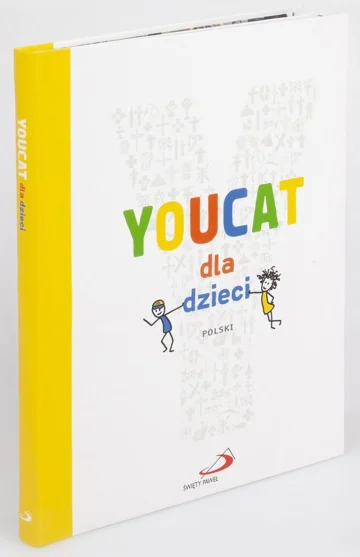 YOUCAT dla dzieci
YOUCAT
dla
dzieci
POLSKI
ŚWIĘTY PAWEŁ